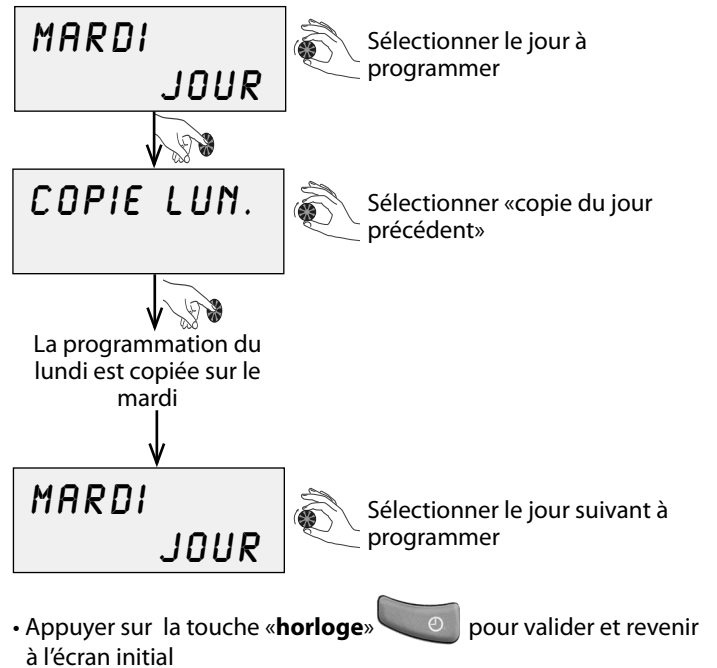 MARDI
JOUR
Sélectionner le jour à
programmer
COPIE LUN.
Sélectionner «copie du jour
précédent»
La programmation du
lundi est copiée sur le
mardi
MARDI
JOUR
Sélectionner le jour suivant à
programmer
• Appuyer sur la touche «horloge» pour valider et revenir
à l'écran initial